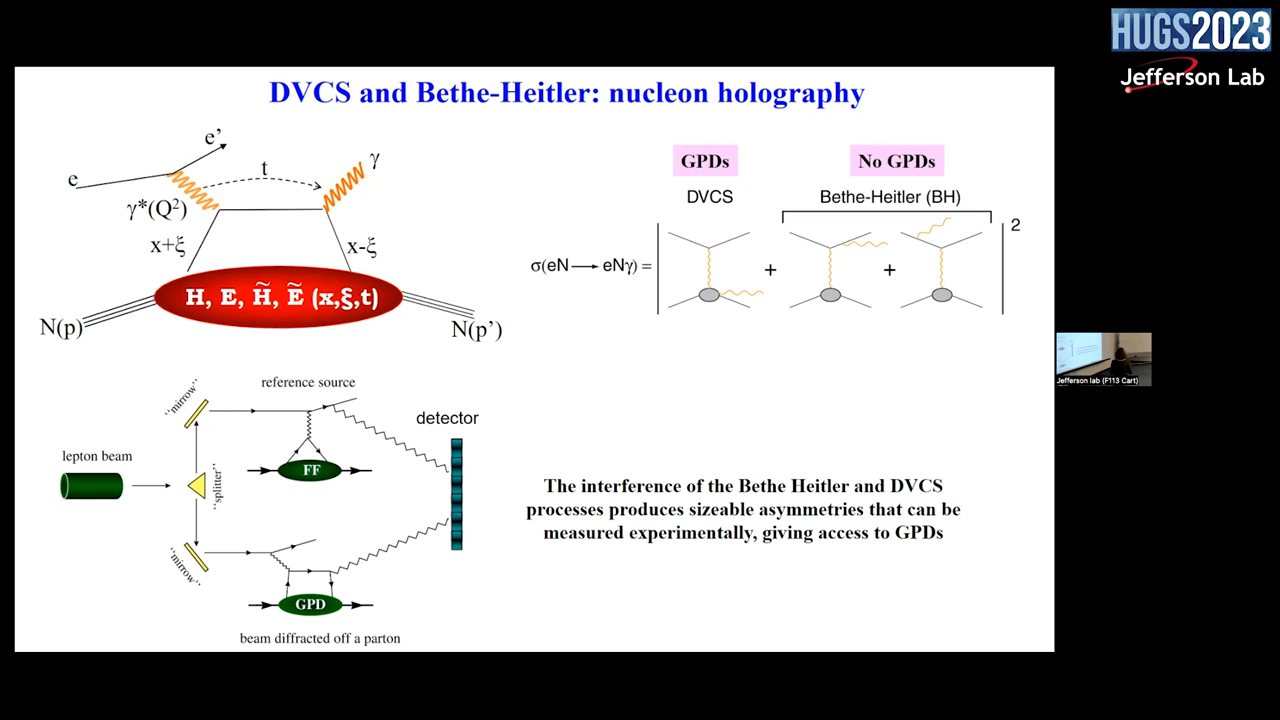 HUGS2023
Jefferson Lab
DVCS and Bethe-Heitler: nucleon holography
e'
e
t
γ
γ*(Q²)
x+ξ
x-ξ
H, E, H̃, Ẽ (x,ξ,t)
N(p)
N(p')
GPDs
No GPDs
DVCS
Bethe-Heitler (BH)
σ(eN → eNγ) = | + + | 2
Jefferson lab (F113 Cart)
reference source
"mirrow"
detector
lepton beam
FF
"splitter"
"mirrow"
GPD
beam diffracted off a parton
The interference of the Bethe Heitler and DVCS
processes produces sizeable asymmetries that can be
measured experimentally, giving access to GPDs